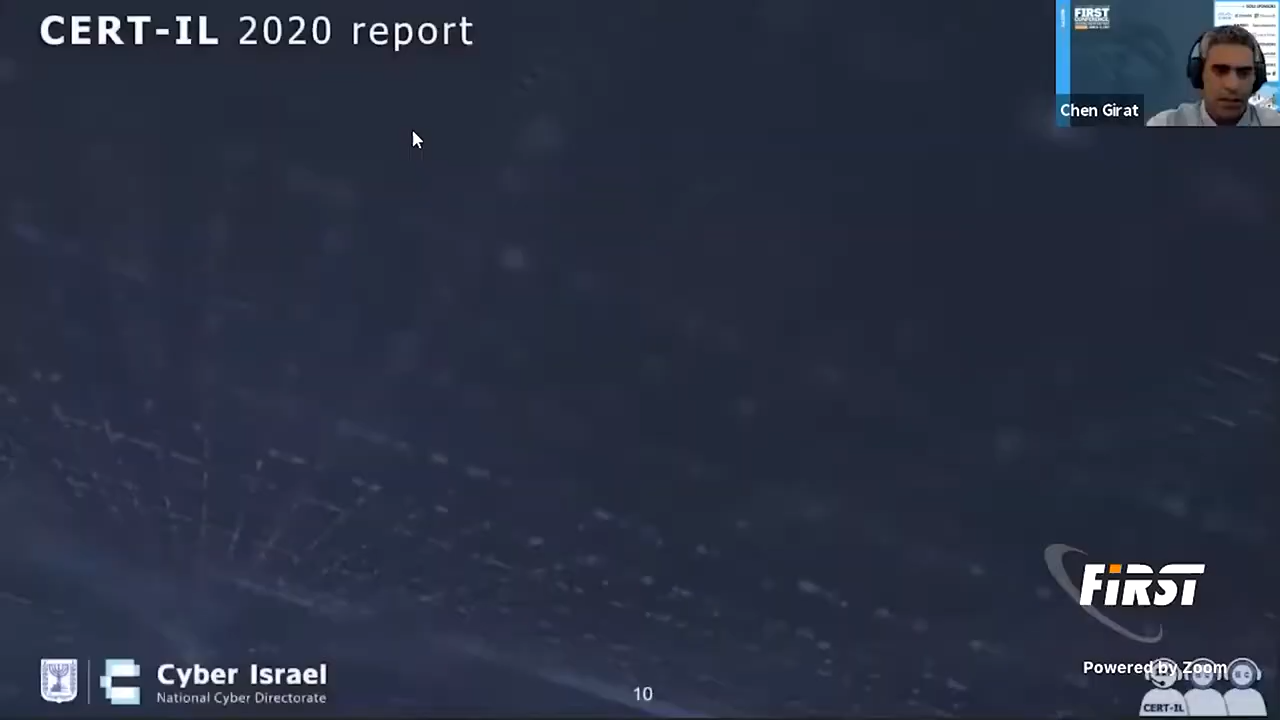 CERT-IL 2020 report
FIRST
CONFERENCE
Chen Girat
FiRST
Powered by Zoom
Cyber Israel
National Cyber Directorate
10
CERT-IL